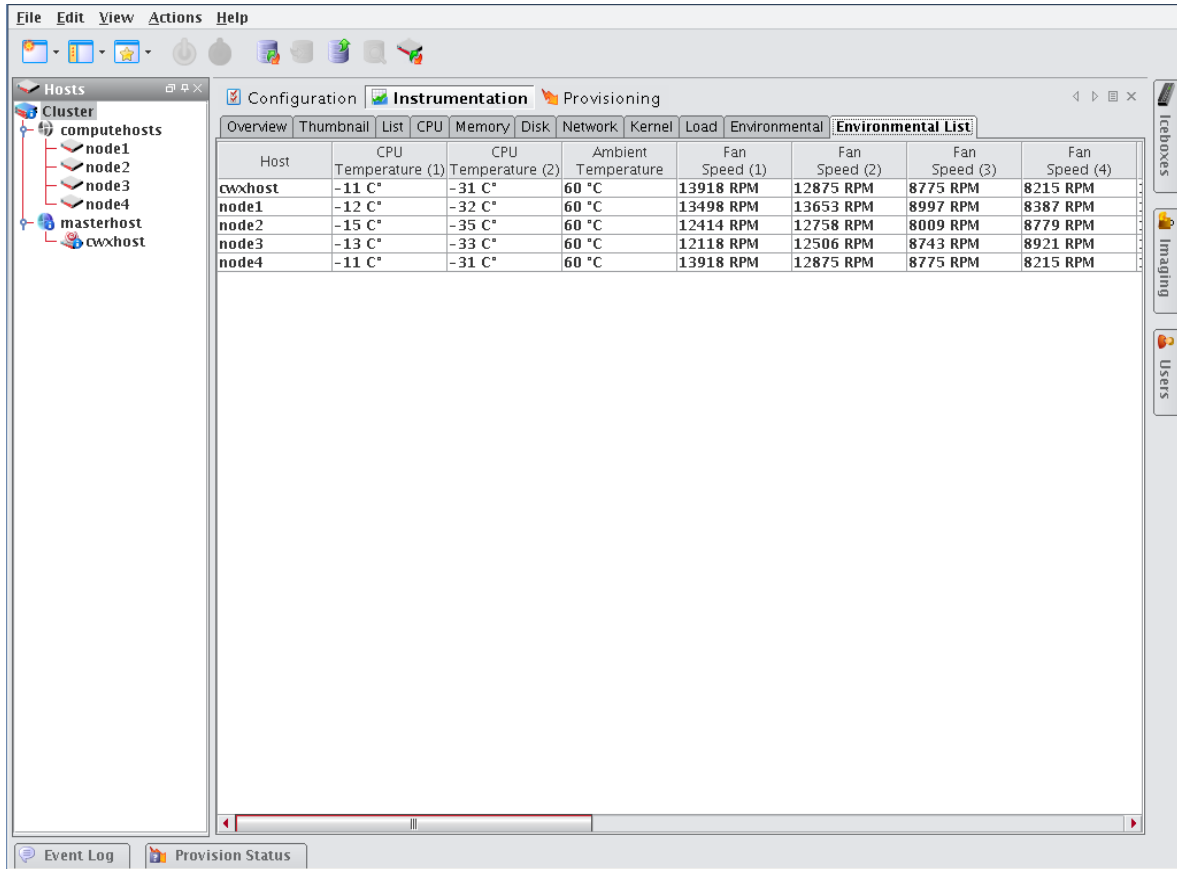 File Edit View Actions Help
Hosts
Cluster
computehosts
node1
node2
node3
node4
masterhost
cwxhost
Configuration Instrumentation Provisioning
Overview Thumbnail List CPU Memory Disk Network Kernel Load Environmental Environmental List
Host CPU Temperature (1) CPU Temperature (2) Ambient Temperature Fan Speed (1) Fan Speed (2) Fan Speed (3) Fan Speed (4)
cwxhost -11 C° -31 C° 60 °C 13918 RPM 12875 RPM 8775 RPM 8215 RPM
node1 -12 C° -32 C° 60 °C 13498 RPM 13653 RPM 8997 RPM 8387 RPM
node2 -15 C° -35 C° 60 °C 12414 RPM 12758 RPM 8009 RPM 8779 RPM
node3 -13 C° -33 C° 60 °C 12118 RPM 12506 RPM 8743 RPM 8921 RPM
node4 -11 C° -31 C° 60 °C 13918 RPM 12875 RPM 8775 RPM 8215 RPM
Iceboxes
Imaging
Users
Event Log Provision Status